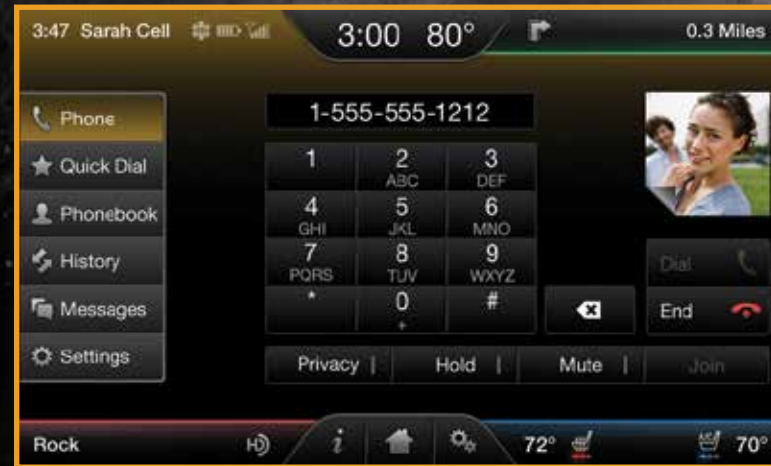 3:47 Sarah Cell
3:00 80°
0.3 Miles
Phone
Quick Dial
Phonebook
History
Messages
Settings
1-555-555-1212
1 2 3
ABC DEF
4 5 6
GHI JKL MNO
7 8 9
PQRS TUV WXYZ
* 0 #
+
Dial
End
Privacy Hold Mute Join
Rock
HD
i
72° 70°